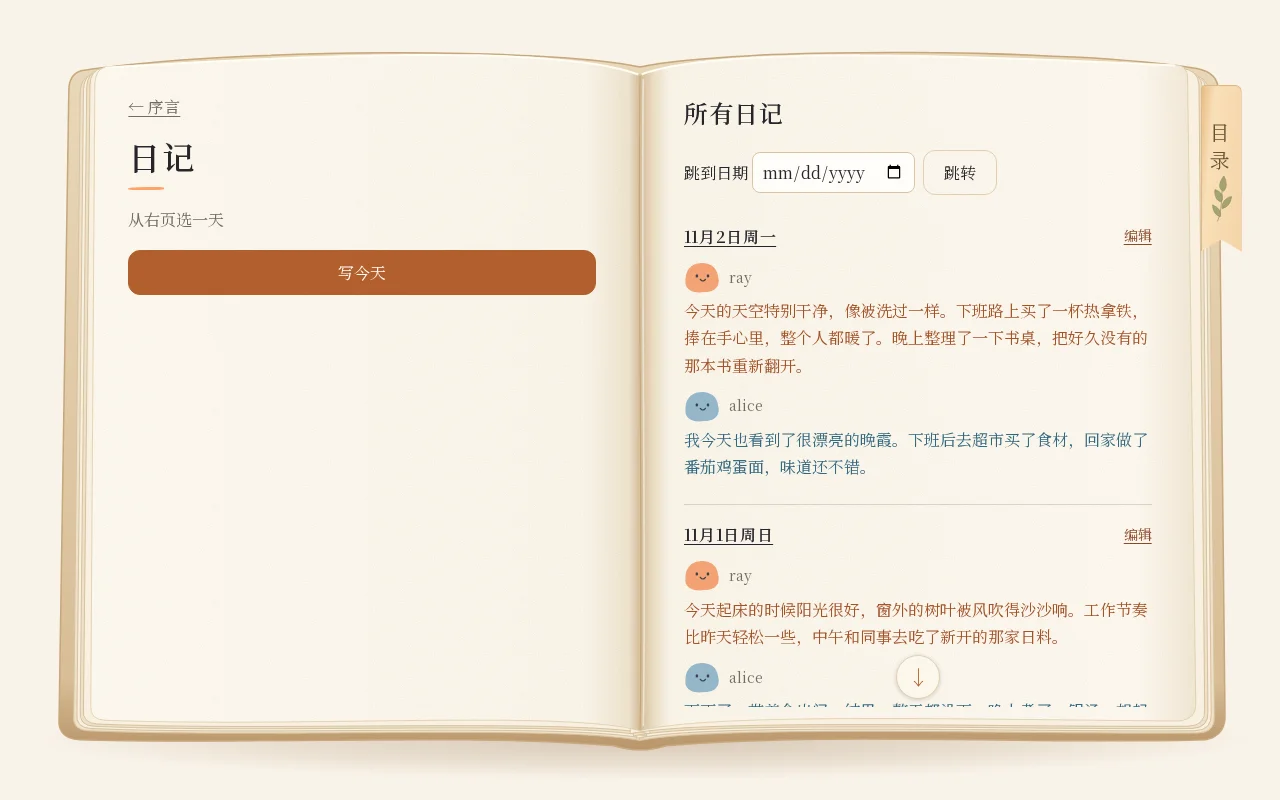 ← 序言
日记
从右页选一天
写今天
所有日记
跳到日期 mm/dd/yyyy 跳转
11月2日周一 编辑
ray
今天的天空特别干净，像被洗过一样。下班路上买了一杯热拿铁，
捧在手心里，整个人都暖了。晚上整理了一下书桌，把好久没有的
那本书重新翻开。
alice
我今天也看到了很漂亮的晚霞。下班后去超市买了食材，回家做了
番茄鸡蛋面，味道还不错。
11月1日周日 编辑
ray
今天起床的时候阳光很好，窗外的树叶被风吹得沙沙响。工作节奏
比昨天轻松一些，中午和同事去吃了新开的那家日料。
alice
↓
目录